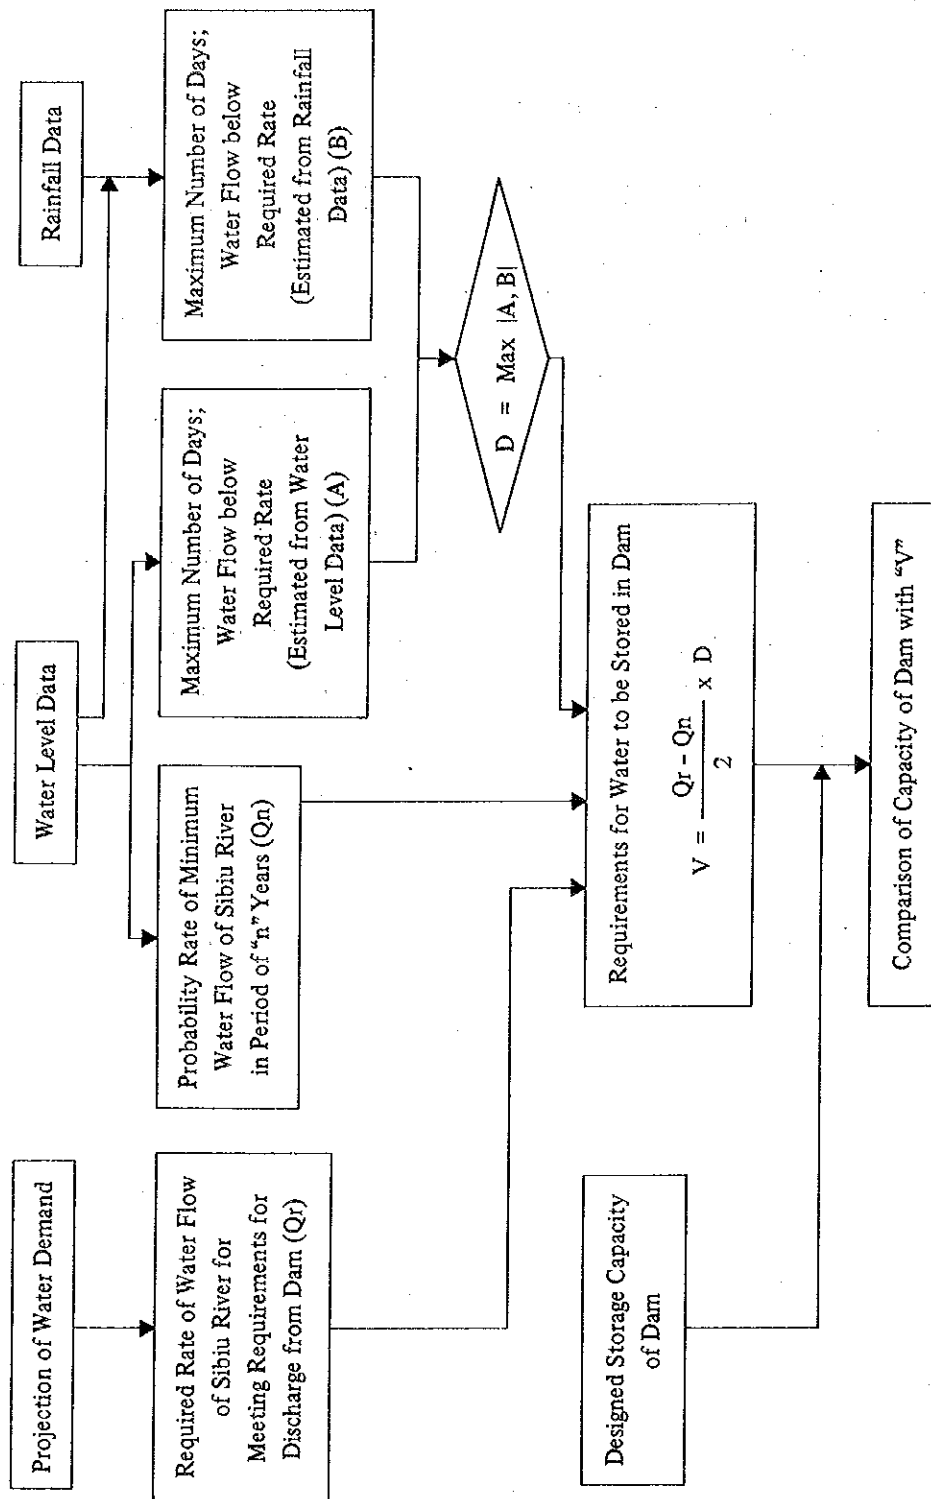 Projection of Water Demand
Water Level Data
Rainfall Data
Required Rate of Water Flow
of Sibiu River for
Meeting Requirements for
Discharge from Dam (Qr)
Probability Rate of Minimum
Water Flow of Sibiu River
in Period of "n" Years (Qn)
Maximum Number of Days;
Water Flow below
Required Rate
(Estimated from Water
Level Data) (A)
Maximum Number of Days;
Water Flow below
Required Rate
(Estimated from Rainfall
Data) (B)
D = Max |A, B|
Designed Storage Capacity
of Dam
Requirements for Water to be Stored in Dam
V = Qr - Qn / 2 x D
Comparison of Capacity of Dam with “V”